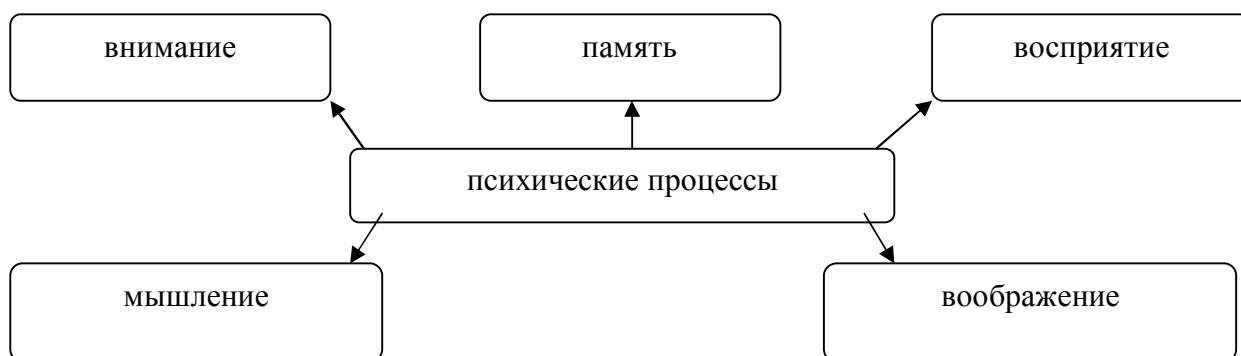 внимание
память
восприятие
психические процессы
мышление
воображение